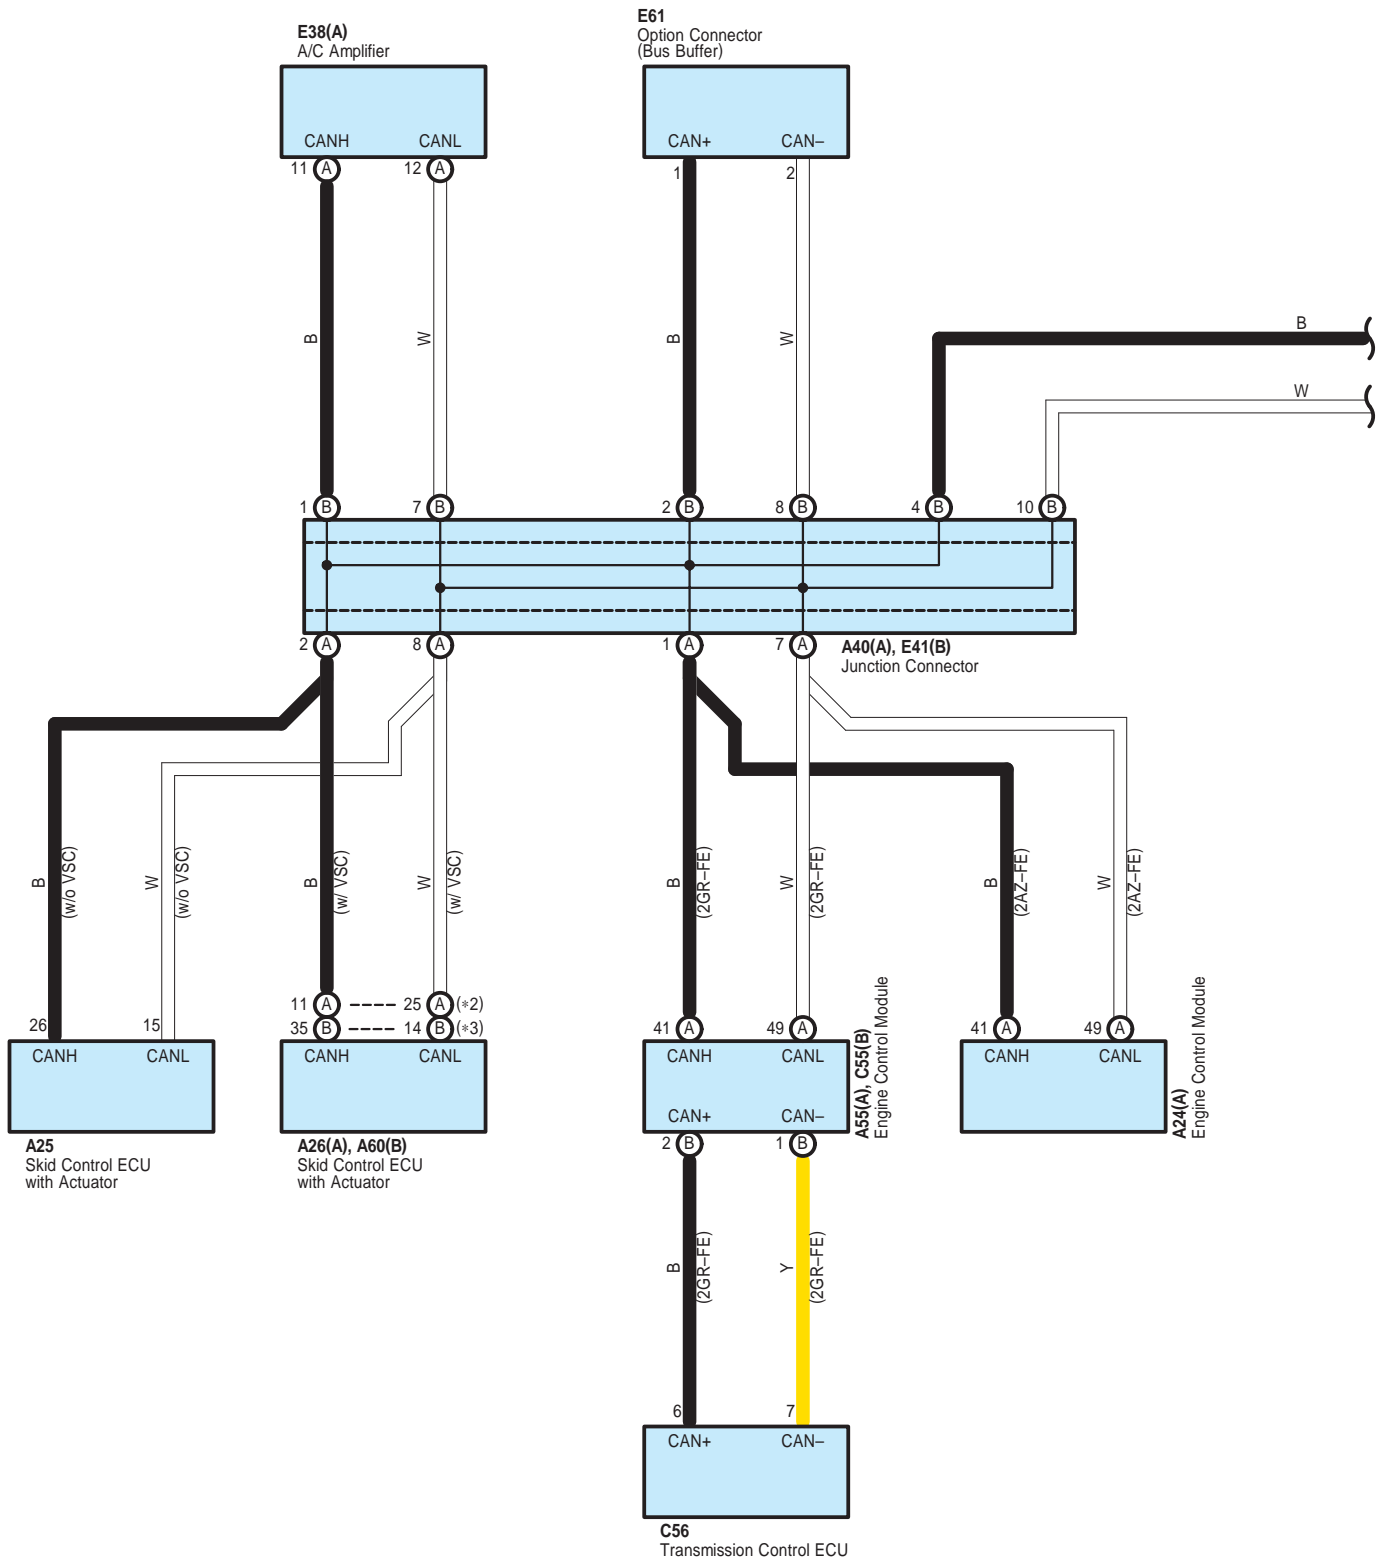 E38(A)
A/C Amplifier
E61
Option Connector
(Bus Buffer)
CANH CANL
CAN+ CAN–
11 A 12 A
1 2
B W B W
B
W
1 B 7 B 2 B 8 B 4 B 10 B
2 A 8 A 1 A 7 A
A40(A), E41(B)
Junction Connector
B (w/o VSC) W (w/o VSC) B (w/ VSC) W (w/ VSC) B (2GR–FE) W (2GR–FE) B (2AZ–FE) W (2AZ–FE)
11 A 25 A (*2)
26 15 35 B 14 B (*3) 41 A 49 A 41 A 49 A
CANH CANL CANH CANL CANH CANL CANH CANL
CAN+ CAN–
A55(A), C55(B)
Engine Control Module
A24(A)
Engine Control Module
2 B 1 B
A25
Skid Control ECU
with Actuator
A26(A), A60(B)
Skid Control ECU
with Actuator
B (2GR–FE) Y (2GR–FE)
6 7
CAN+ CAN–
C56
Transmission Control ECU